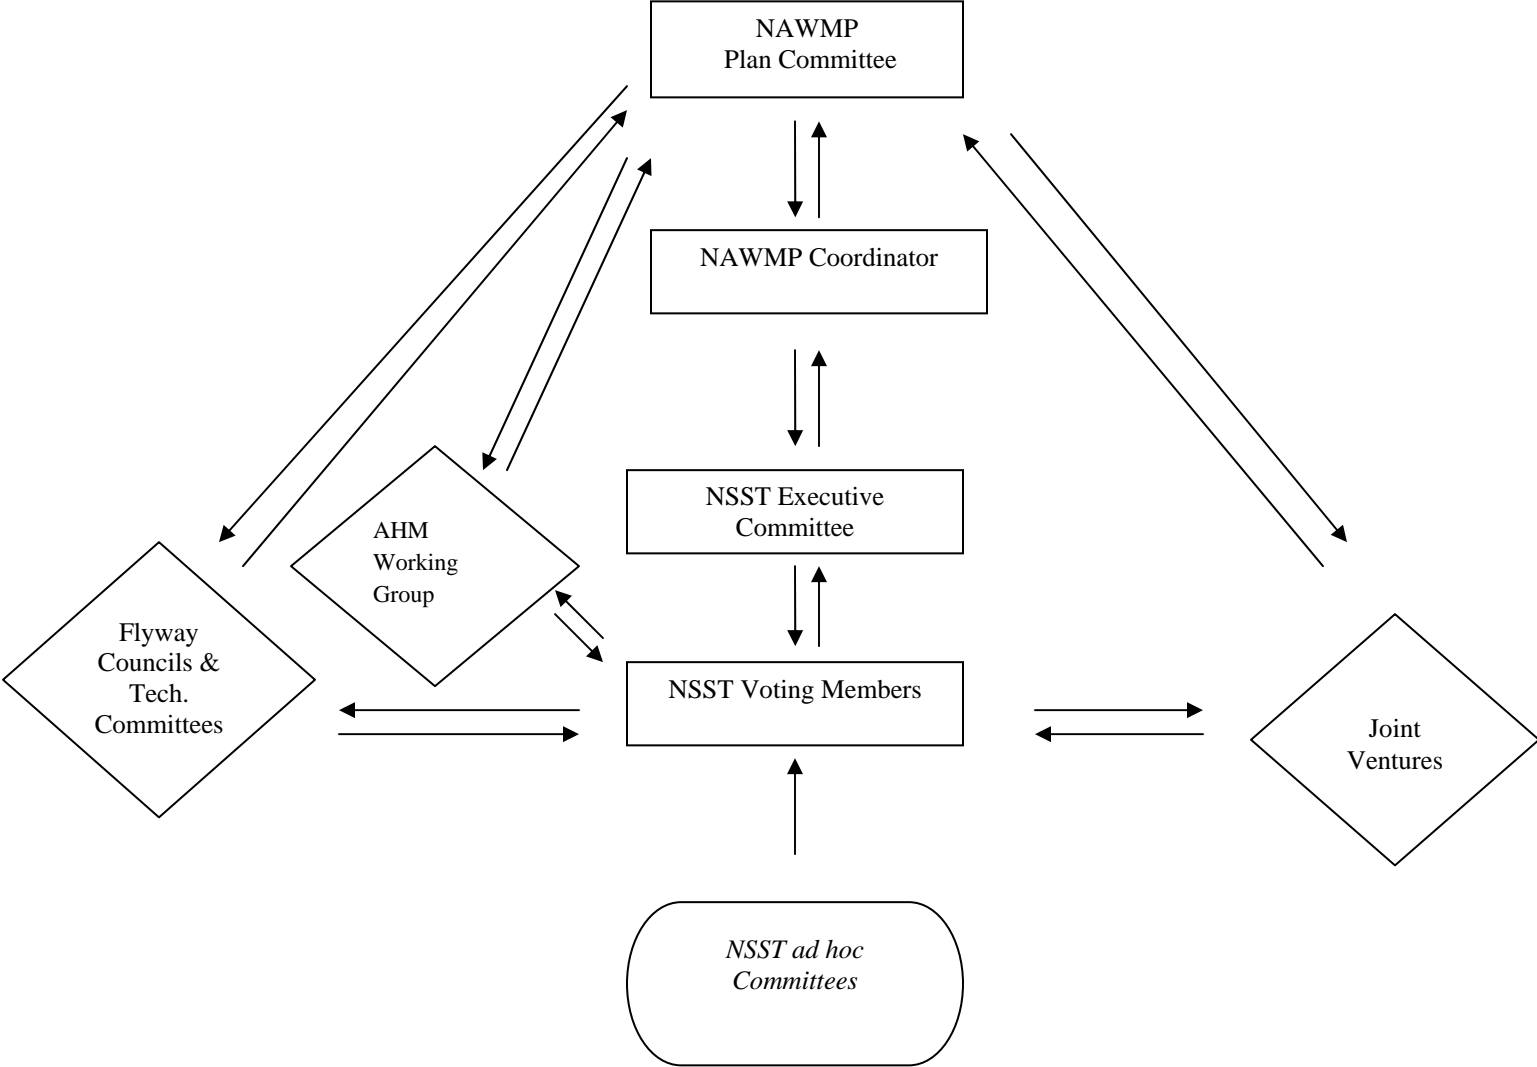 NAWMP
Plan Committee
NAWMP Coordinator
NSST Executive
Committee
AHM
Working
Group
Flyway
Councils &
Tech.
Committees
NSST Voting Members
Joint
Ventures
NSST ad hoc
Committees